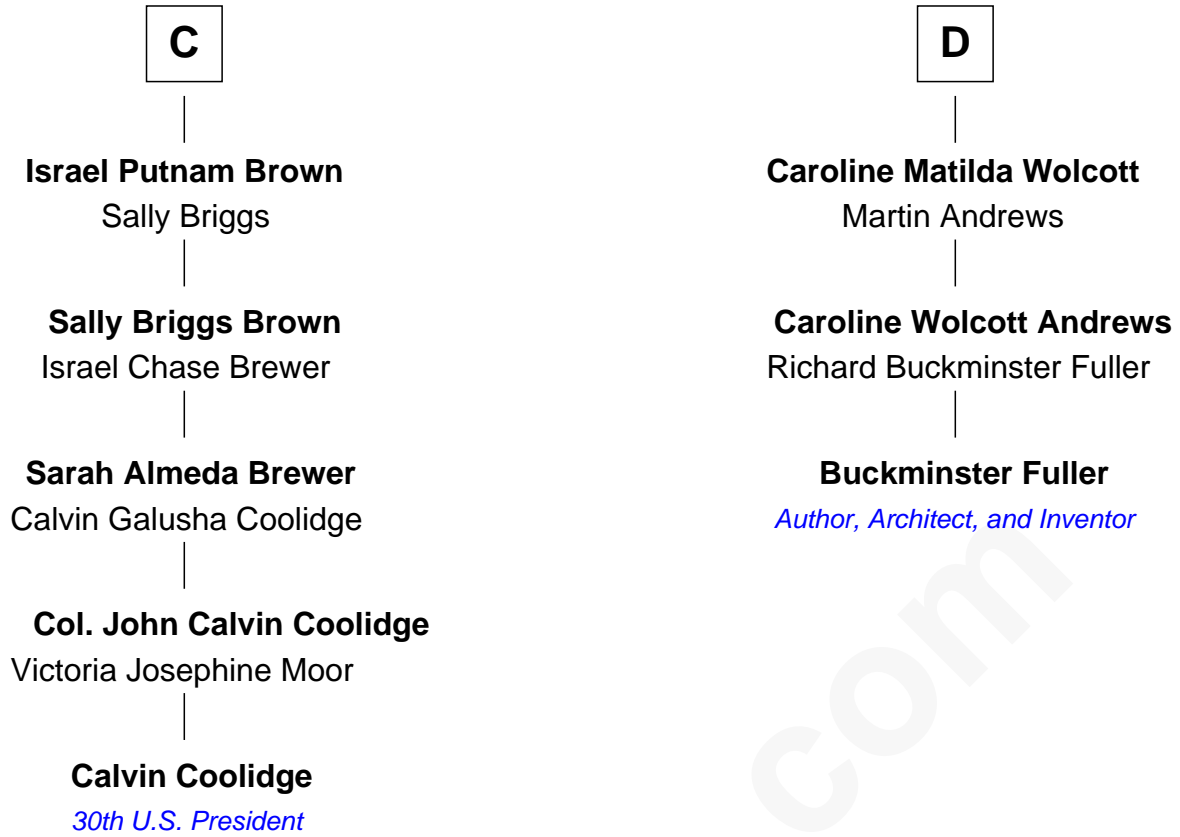 C
Israel Putnam Brown
Sally Briggs
Sally Briggs Brown
Israel Chase Brewer
Sarah Almeda Brewer
Calvin Galusha Coolidge
Col. John Calvin Coolidge
Victoria Josephine Moor
Calvin Coolidge
30th U.S. President
D
Caroline Matilda Wolcott
Martin Andrews
Caroline Wolcott Andrews
Richard Buckminster Fuller
Buckminster Fuller
Author, Architect, and Inventor
com